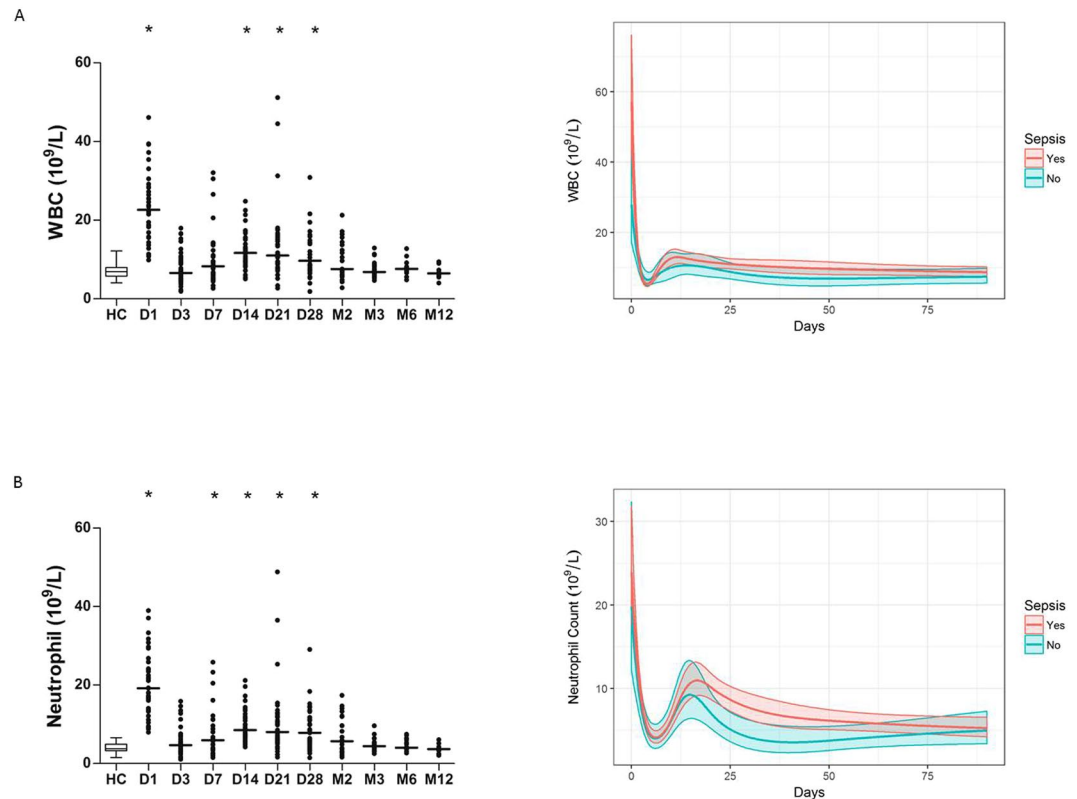 A
* * * *
WBC (10⁹/L)
60
40
20
0
HC D1 D3 D7 D14 D21 D28 M2 M3 M6 M12
WBC (10⁹/L)
60
40
20
0 25 50 75
Days
Sepsis
Yes
No
B
* * * * *
Neutrophil (10⁹/L)
60
40
20
0
HC D1 D3 D7 D14 D21 D28 M2 M3 M6 M12
Neutrophil Count (10⁹/L)
30
20
10
0 25 50 75
Days
Sepsis
Yes
No